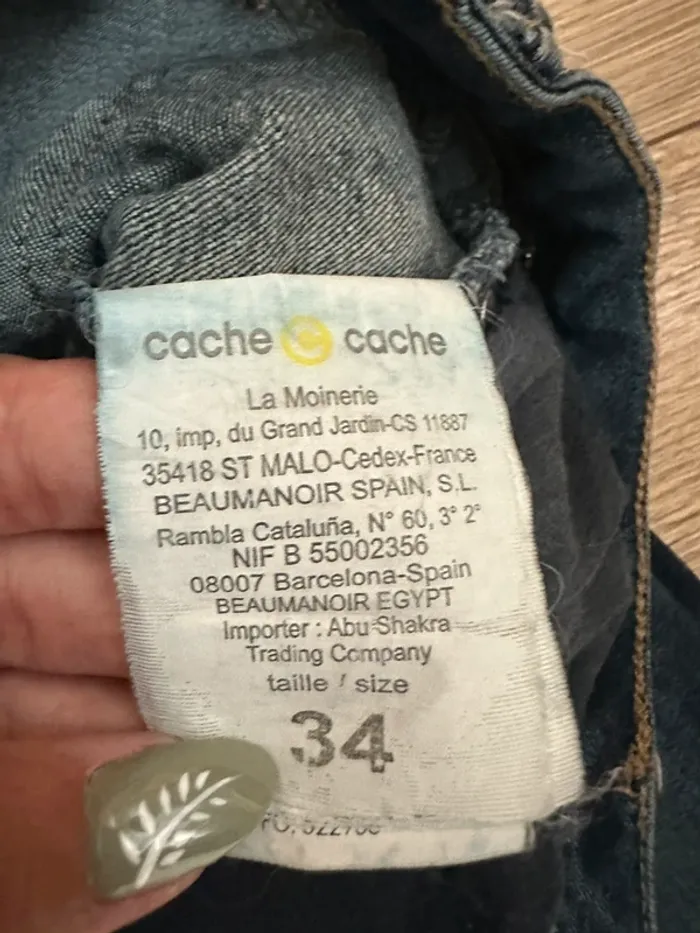 cache cache
La Moinerie
10, imp, du Grand Jardin-CS 11887
35418 ST MALO-Cedex-France
BEAUMANOIR SPAIN, S.L.
Rambla Cataluña, N° 60, 3° 2°
NIF B 55002356
08007 Barcelona-Spain
BEAUMANOIR EGYPT
Importer : Abu Shakra
Trading Company
taille / size
34